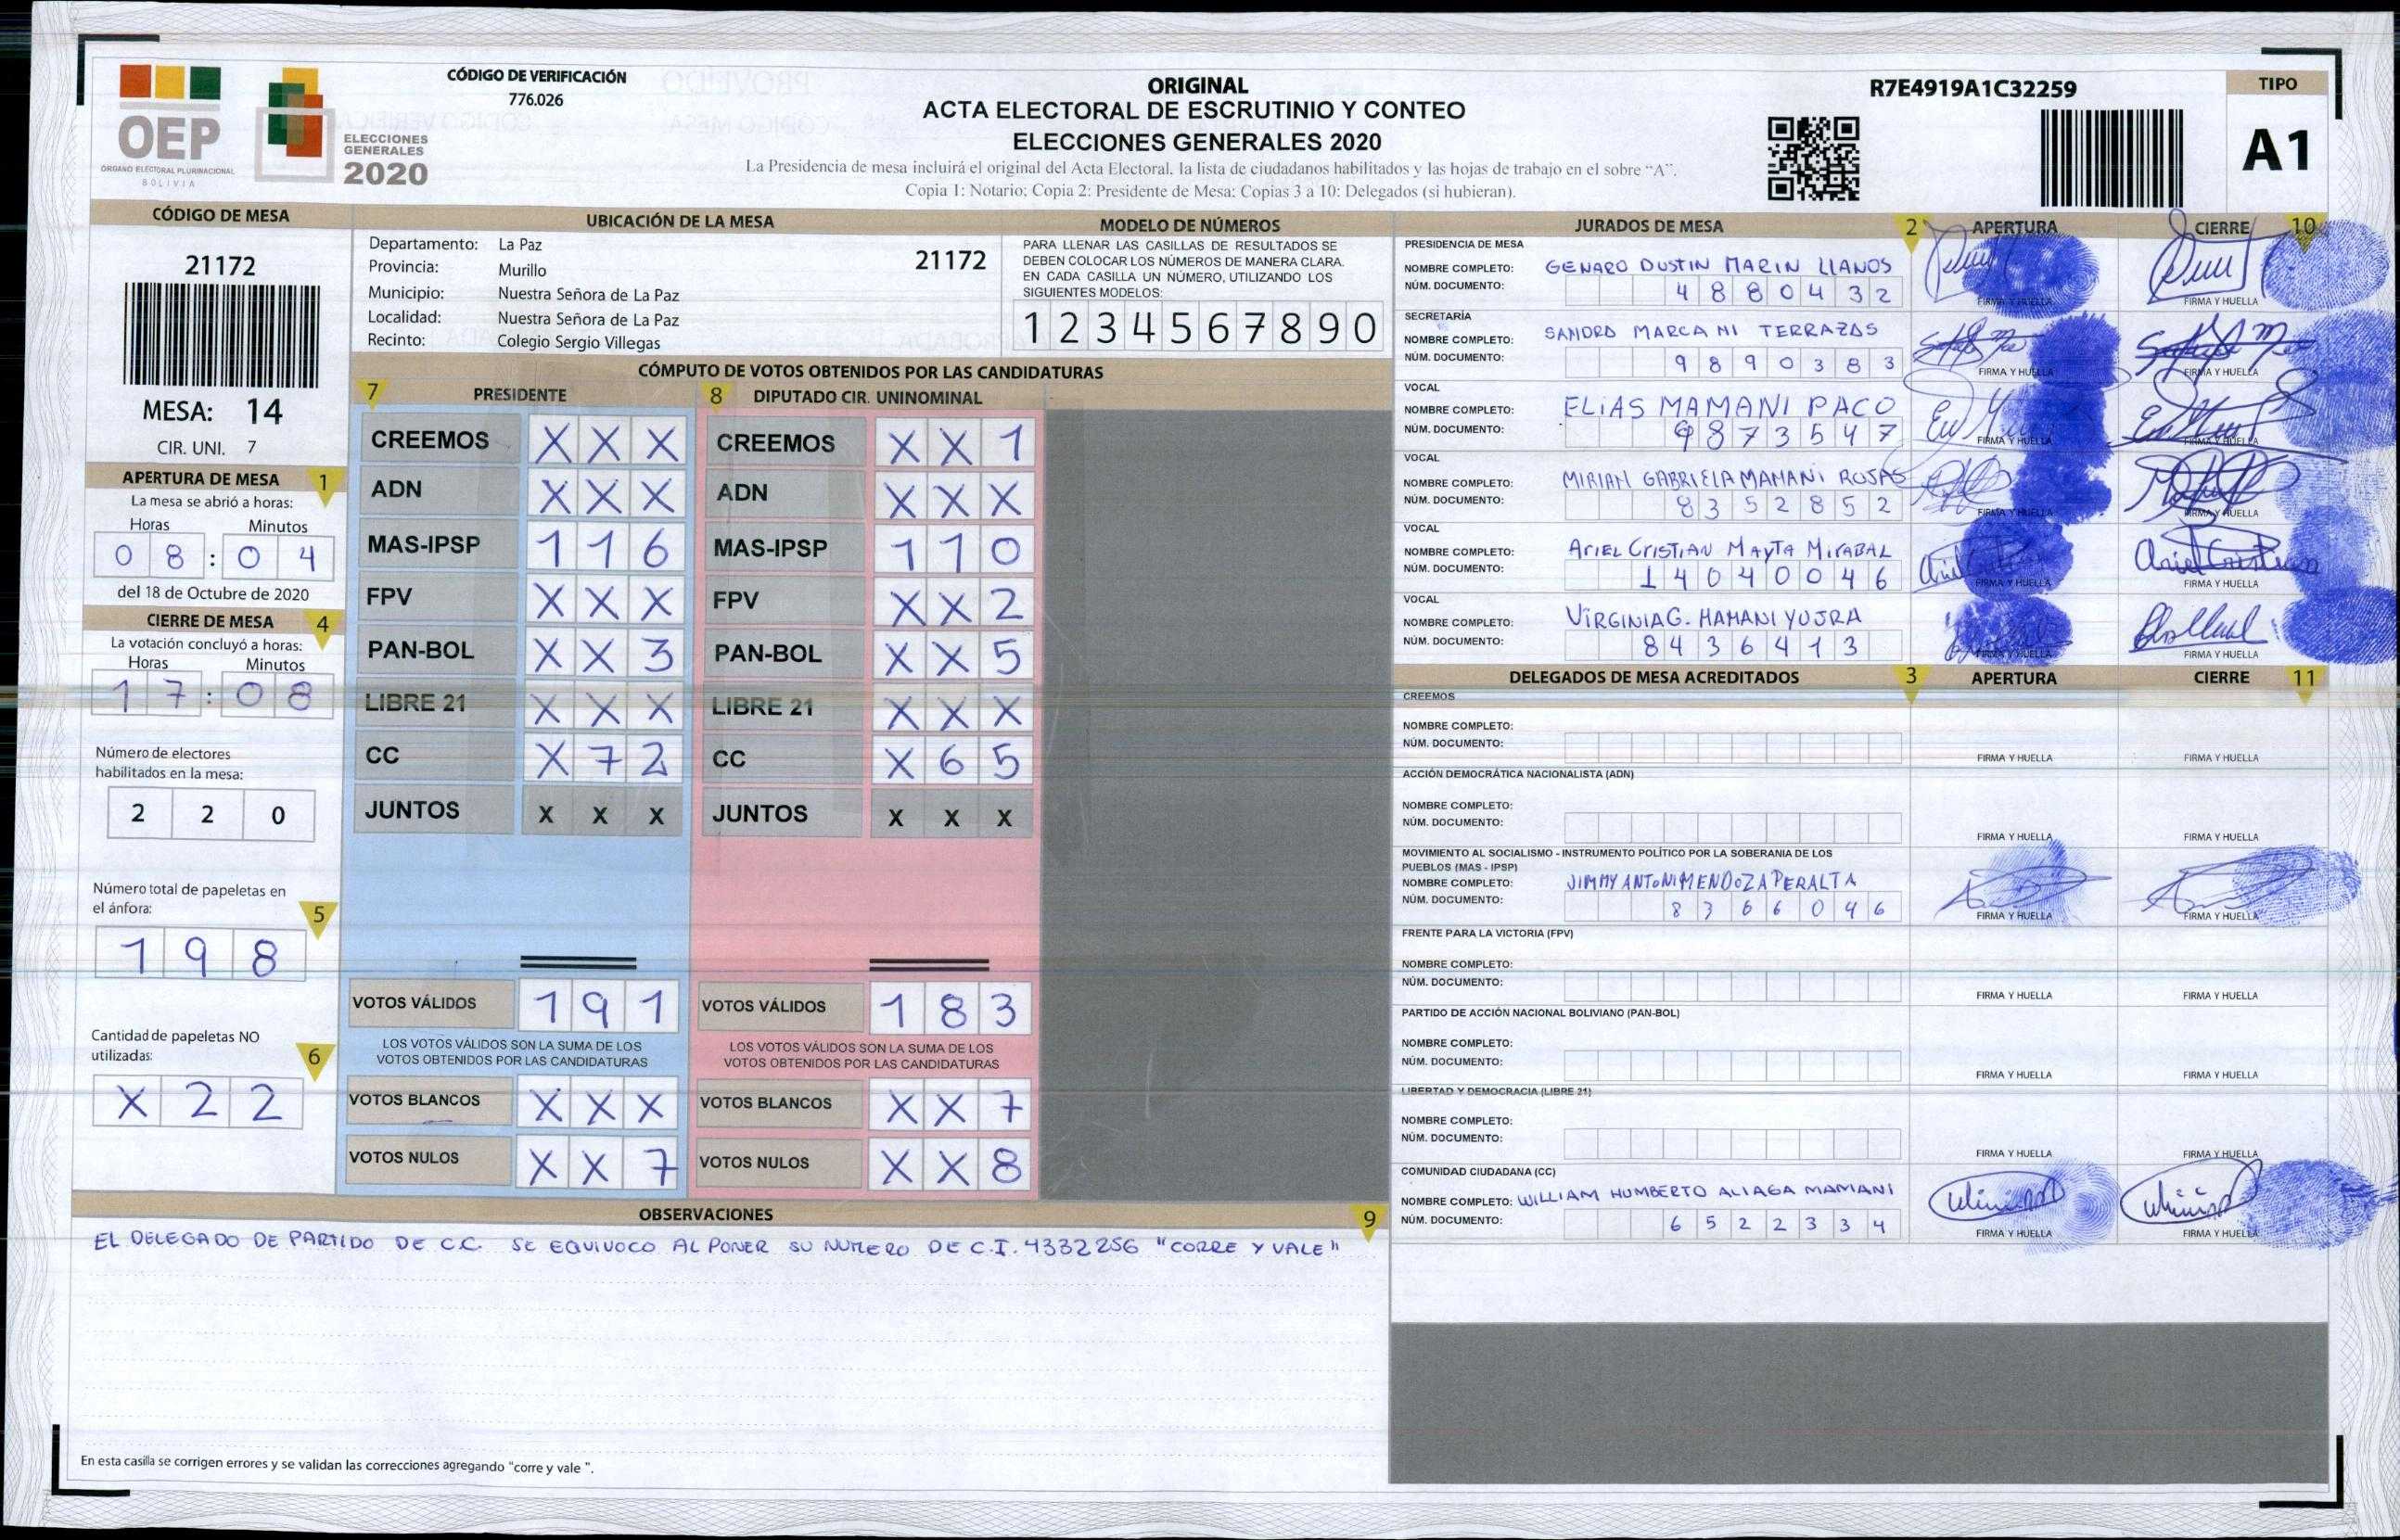 OEP
ÓRGANO ELECTORAL PLURINACIONAL
BOLIVIA
ELECCIONES
GENERALES
2020
CÓDIGO DE VERIFICACIÓN
776.026
ORIGINAL
ACTA ELECTORAL DE ESCRUTINIO Y CONTEO
ELECCIONES GENERALES 2020
La Presidencia de mesa incluirá el original del Acta Electoral, la lista de ciudadanos habilitados y las hojas de trabajo en el sobre “A”.
Copia 1: Notario; Copia 2: Presidente de Mesa: Copias 3 a 10: Delegados (si hubieran).
R7E4919A1C32259
TIPO
A1
CÓDIGO DE MESA
21172
MESA: 14
CIR. UNI. 7
APERTURA DE MESA 1
La mesa se abrió a horas:
Horas Minutos
0 8 : 0 4
del 18 de Octubre de 2020
CIERRE DE MESA 4
La votación concluyó a horas:
Horas Minutos
1 7 : 0 8
Número de electores
habilitados en la mesa:
2 2 0
Número total de papeletas en
el ánfora: 5
1 9 8
Cantidad de papeletas NO
utilizadas: 6
X 2 2
UBICACIÓN DE LA MESA
Departamento: La Paz
21172
Provincia: Murillo
Municipio: Nuestra Señora de La Paz
Localidad: Nuestra Señora de La Paz
Recinto: Colegio Sergio Villegas
MODELO DE NÚMEROS
PARA LLENAR LAS CASILLAS DE RESULTADOS SE
DEBEN COLOCAR LOS NÚMEROS DE MANERA CLARA.
EN CADA CASILLA UN NÚMERO, UTILIZANDO LOS
SIGUIENTES MODELOS:
1 2 3 4 5 6 7 8 9 0
CÓMPUTO DE VOTOS OBTENIDOS POR LAS CANDIDATURAS
7 PRESIDENTE
CREEMOS X X X
ADN X X X
MAS-IPSP 1 1 6
FPV X X X
PAN-BOL X X 3
LIBRE 21 X X X
CC X 7 2
JUNTOS X X X
VOTOS VÁLIDOS 1 9 1
LOS VOTOS VÁLIDOS SON LA SUMA DE LOS
VOTOS OBTENIDOS POR LAS CANDIDATURAS
VOTOS BLANCOS X X X
VOTOS NULOS X X 7
8 DIPUTADO CIR. UNINOMINAL
CREEMOS X X 1
ADN X X X
MAS-IPSP 1 1 0
FPV X X 2
PAN-BOL X X 5
LIBRE 21 X X X
CC X 6 5
JUNTOS X X X
VOTOS VÁLIDOS 1 8 3
LOS VOTOS VÁLIDOS SON LA SUMA DE LOS
VOTOS OBTENIDOS POR LAS CANDIDATURAS
VOTOS BLANCOS X X 7
VOTOS NULOS X X 8
JURADOS DE MESA 2 APERTURA CIERRE 10
PRESIDENCIA DE MESA
NOMBRE COMPLETO: GENARO DUSTIN MARIN LLANOS
NÚM. DOCUMENTO: 4 8 8 0 4 3 2
FIRMA Y HUELLA FIRMA Y HUELLA
SECRETARÍA
NOMBRE COMPLETO: SANDRO MARCA NI TERRAZAS
NÚM. DOCUMENTO: 9 8 9 0 3 8 3
FIRMA Y HUELLA FIRMA Y HUELLA
VOCAL
NOMBRE COMPLETO: ELIAS MAMANI PACO
NÚM. DOCUMENTO: 9 8 7 3 5 4 7
FIRMA Y HUELLA FIRMA Y HUELLA
VOCAL
NOMBRE COMPLETO: MIRIAN GABRIELA MAMANI ROSAS
NÚM. DOCUMENTO: 8 3 5 2 8 5 2
FIRMA Y HUELLA FIRMA Y HUELLA
VOCAL
NOMBRE COMPLETO: ARIEL CRISTIAN MAYTA MIRABAL
NÚM. DOCUMENTO: 1 4 0 4 0 0 4 6
FIRMA Y HUELLA FIRMA Y HUELLA
VOCAL
NOMBRE COMPLETO: VIRGINIA G. MAMANI YUJRA
NÚM. DOCUMENTO: 8 4 3 6 4 1 3
FIRMA Y HUELLA FIRMA Y HUELLA
DELEGADOS DE MESA ACREDITADOS 3 APERTURA CIERRE 11
CREEMOS
NOMBRE COMPLETO:
NÚM. DOCUMENTO:
FIRMA Y HUELLA FIRMA Y HUELLA
ACCIÓN DEMOCRÁTICA NACIONALISTA (ADN)
NOMBRE COMPLETO:
NÚM. DOCUMENTO:
FIRMA Y HUELLA FIRMA Y HUELLA
MOVIMIENTO AL SOCIALISMO - INSTRUMENTO POLÍTICO POR LA SOBERANIA DE LOS
PUEBLOS (MAS - IPSP)
NOMBRE COMPLETO: JIMMY ANTONI MENDOZA PERALTA
NÚM. DOCUMENTO: 8 3 6 6 0 4 6
FIRMA Y HUELLA FIRMA Y HUELLA
FRENTE PARA LA VICTORIA (FPV)
NOMBRE COMPLETO:
NÚM. DOCUMENTO:
FIRMA Y HUELLA FIRMA Y HUELLA
PARTIDO DE ACCIÓN NACIONAL BOLIVIANO (PAN-BOL)
NOMBRE COMPLETO:
NÚM. DOCUMENTO:
FIRMA Y HUELLA FIRMA Y HUELLA
LIBERTAD Y DEMOCRACIA (LIBRE 21)
NOMBRE COMPLETO:
NÚM. DOCUMENTO:
FIRMA Y HUELLA FIRMA Y HUELLA
COMUNIDAD CIUDADANA (CC)
NOMBRE COMPLETO: WILLIAM HUMBERTO ALIAGA MAMANI
NÚM. DOCUMENTO: 6 5 2 2 3 3 4
FIRMA Y HUELLA FIRMA Y HUELLA
OBSERVACIONES 9
EL DELEGADO DE PARTIDO DE C.C. SE EQUIVOCO AL PONER SU NUMERO DE C.I. 4332256 "CORRE Y VALE"
En esta casilla se corrigen errores y se validan las correcciones agregando “corre y vale ”.